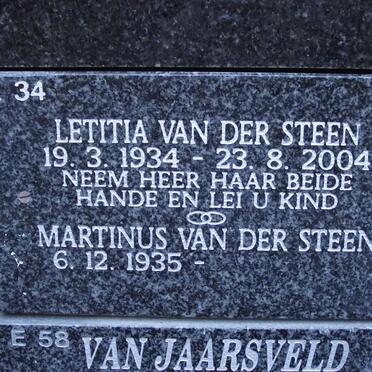 34
LETITIA VAN DER STEEN
19. 3. 1934 - 23. 8. 2004
NEEM HEER HAAR BEIDE
HANDE EN LEI U KIND
MARTINUS VAN DER STEEN
6. 12. 1935 -
E 58
VAN JAARSVELD